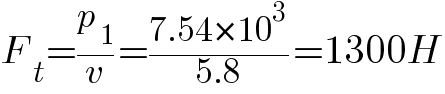 F_t = p_1/v = 7.54×10^3/5.8 = 1300H